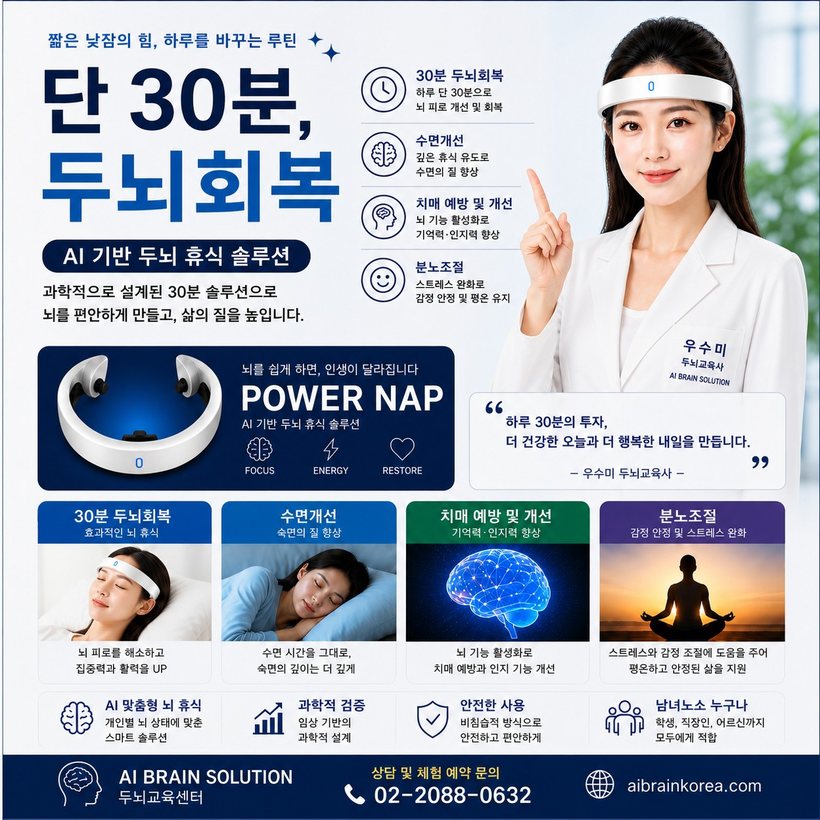 짧은 낮잠의 힘, 하루를 바꾸는 루틴
단 30분,
두뇌회복
AI 기반 두뇌 휴식 솔루션
과학적으로 설계된 30분 솔루션으로
뇌를 편안하게 만들고, 삶의 질을 높입니다.
30분 두뇌회복
하루 단 30분으로
뇌 피로 개선 및 회복
수면개선
깊은 휴식 유도로
수면의 질 향상
치매 예방 및 개선
뇌 기능 활성화로
기억력·인지력 향상
분노조절
스트레스 완화로
감정 안정 및 평온 유지
우수미
두뇌교육사
AI BRAIN SOLUTION
뇌를 쉽게 하면, 인생이 달라집니다
POWER NAP
AI 기반 두뇌 휴식 솔루션
FOCUS
ENERGY
RESTORE
“하루 30분의 투자,
더 건강한 오늘과 더 행복한 내일을 만듭니다.”
– 우수미 두뇌교육사 –
30분 두뇌회복
효과적인 뇌 휴식
뇌 피로를 해소하고
집중력과 활력을 UP
수면개선
숙면의 질 향상
수면 시간을 그대로,
숙면의 깊이는 더 깊게
치매 예방 및 개선
기억력·인지력 향상
뇌 기능 활생화로
치매 예방과 인지 기능 개선
분노조절
감정 안정 및 스트레스 완화
스트레스와 감정 조절에 도움을 주어
평온하고 안정된 삶을 지원
AI 맞춤형 뇌 휴식
개인별 뇌 상태에 맞춘
스마트 솔루션
과학적 검증
임상 기반의
과학적 설계
안전한 사용
비침습적 방식으로
안전하고 편안하게
남녀노소 누구나
학생, 직장인, 어르신까지
모두에게 적합
AI BRAIN SOLUTION
두뇌교육센터
상담 및 체험 예약 문의
02-2088-0632
aibrainkorea.com